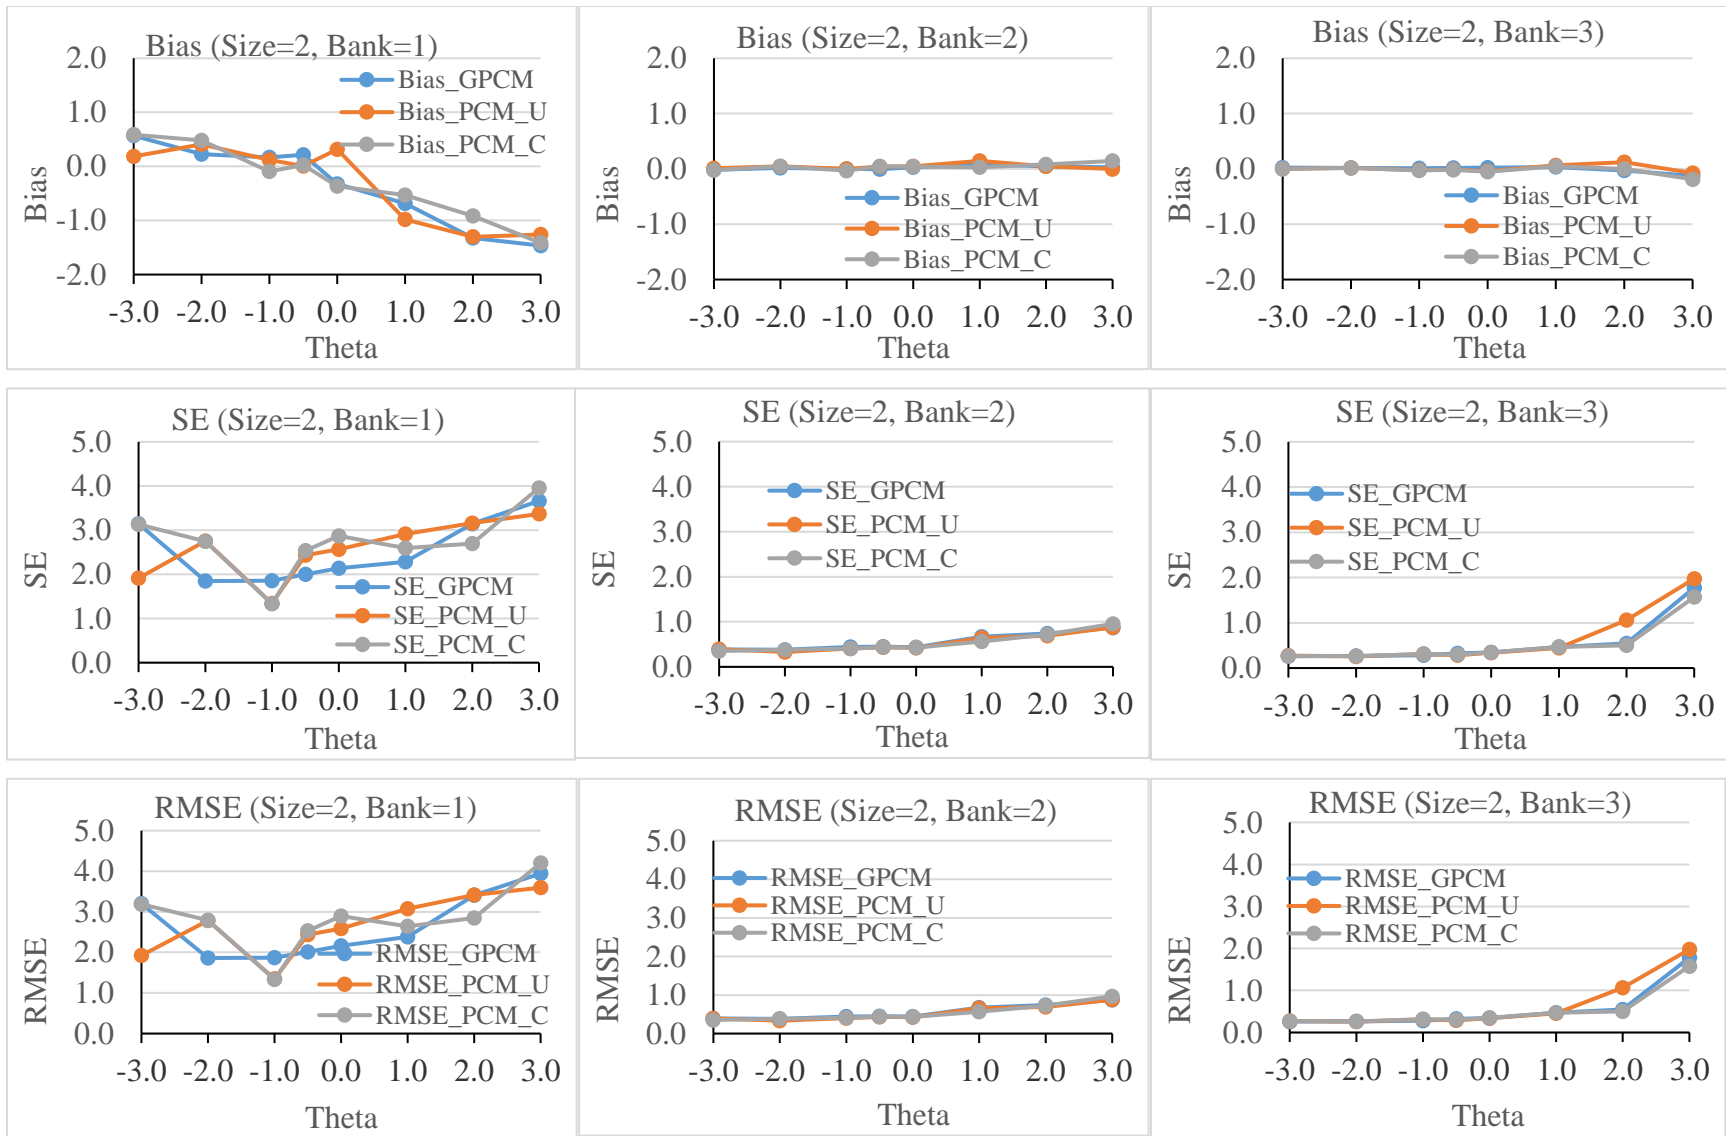 Bias (Size=2, Bank=1)
2.0
1.0
0.0
-1.0
-2.0
Bias
Bias_GPCM
Bias_PCM_U
Bias_PCM_C
-3.0 -2.0 -1.0 0.0 1.0 2.0 3.0
Theta
Bias (Size=2, Bank=2)
2.0
1.0
0.0
-1.0
-2.0
Bias
Bias_GPCM
Bias_PCM_U
Bias_PCM_C
-3.0 -2.0 -1.0 0.0 1.0 2.0 3.0
Theta
Bias (Size=2, Bank=3)
2.0
1.0
0.0
-1.0
-2.0
Bias
Bias_GPCM
Bias_PCM_U
Bias_PCM_C
-3.0 -2.0 -1.0 0.0 1.0 2.0 3.0
Theta
SE (Size=2, Bank=1)
5.0
4.0
3.0
2.0
1.0
0.0
SE
SE_GPCM
SE_PCM_U
SE_PCM_C
-3.0 -2.0 -1.0 0.0 1.0 2.0 3.0
Theta
SE (Size=2, Bank=2)
5.0
4.0
3.0
2.0
1.0
0.0
SE
SE_GPCM
SE_PCM_U
SE_PCM_C
-3.0 -2.0 -1.0 0.0 1.0 2.0 3.0
Theta
SE (Size=2, Bank=3)
5.0
4.0
3.0
2.0
1.0
0.0
SE
SE_GPCM
SE_PCM_U
SE_PCM_C
-3.0 -2.0 -1.0 0.0 1.0 2.0 3.0
Theta
RMSE (Size=2, Bank=1)
5.0
4.0
3.0
2.0
1.0
0.0
RMSE
RMSE_GPCM
RMSE_PCM_U
RMSE_PCM_C
-3.0 -2.0 -1.0 0.0 1.0 2.0 3.0
Theta
RMSE (Size=2, Bank=2)
5.0
4.0
3.0
2.0
1.0
0.0
RMSE
RMSE_GPCM
RMSE_PCM_U
RMSE_PCM_C
-3.0 -2.0 -1.0 0.0 1.0 2.0 3.0
Theta
RMSE (Size=2, Bank=3)
5.0
4.0
3.0
2.0
1.0
0.0
RMSE
RMSE_GPCM
RMSE_PCM_U
RMSE_PCM_C
-3.0 -2.0 -1.0 0.0 1.0 2.0 3.0
Theta